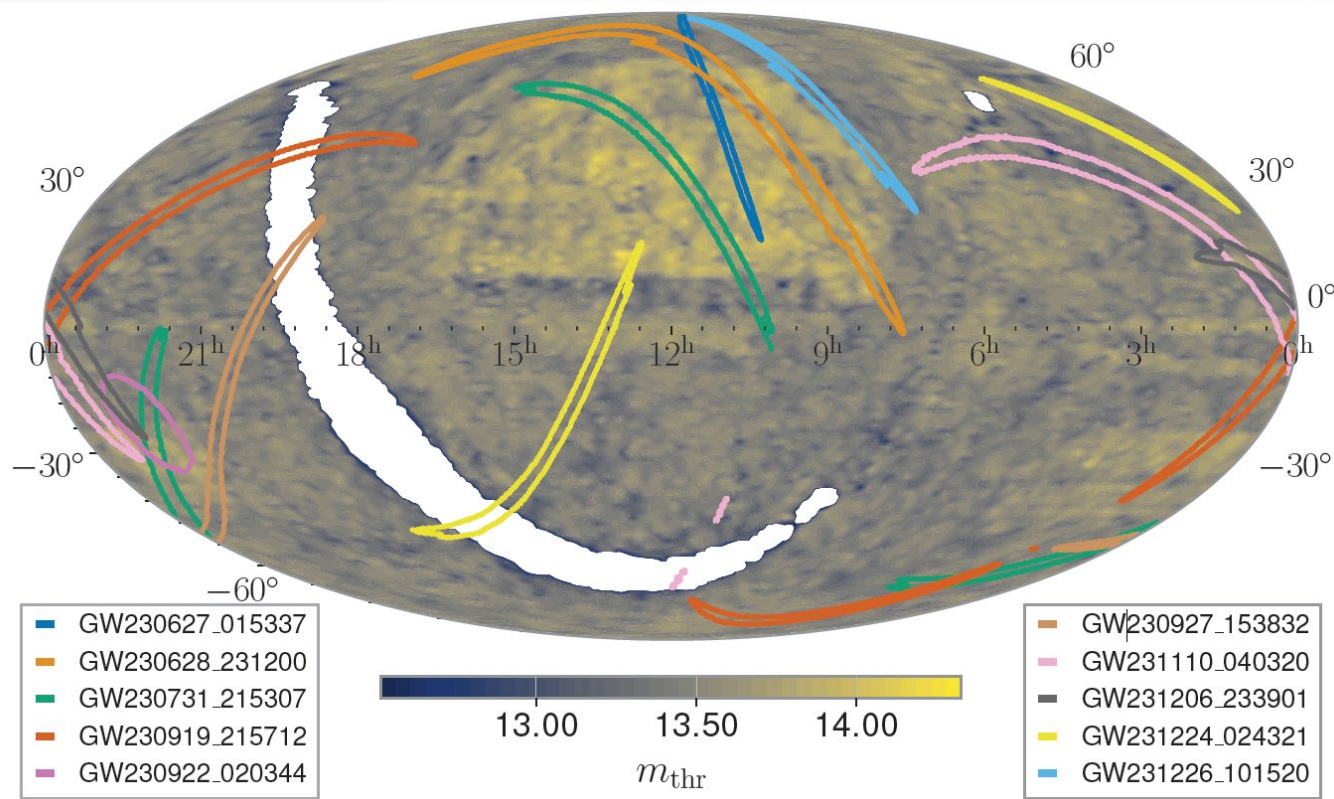 60°
30°
30°
0°
0h 21h 18h 15h 12h 9h 6h 3h 0h
−30°
−30°
−60°
GW230627_015337
GW230628_231200
GW230731_215307
GW230919_215712
GW230922_020344
13.00 13.50 14.00
mthr
GW230927_153832
GW231110_040320
GW231206_233901
GW231224_024321
GW231226_101520